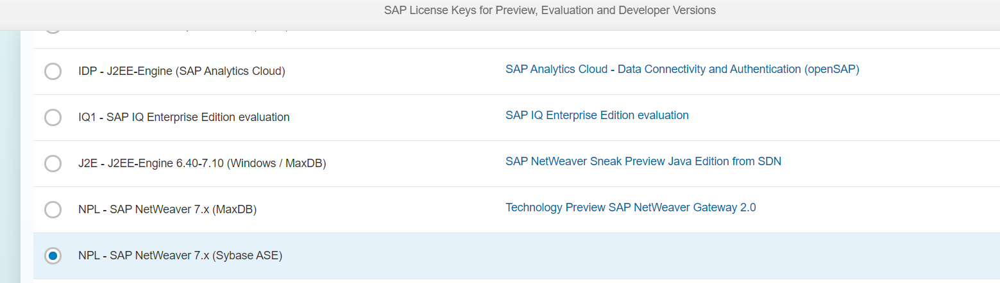 SAP License Keys for Preview, Evaluation and Developer Versions
IDP - J2EE-Engine (SAP Analytics Cloud)
SAP Analytics Cloud - Data Connectivity and Authentication (openSAP)
IQ1 - SAP IQ Enterprise Edition evaluation
SAP IQ Enterprise Edition evaluation
J2E - J2EE-Engine 6.40-7.10 (Windows / MaxDB)
SAP NetWeaver Sneak Preview Java Edition from SDN
NPL - SAP NetWeaver 7.x (MaxDB)
Technology Preview SAP NetWeaver Gateway 2.0
NPL - SAP NetWeaver 7.x (Sybase ASE)